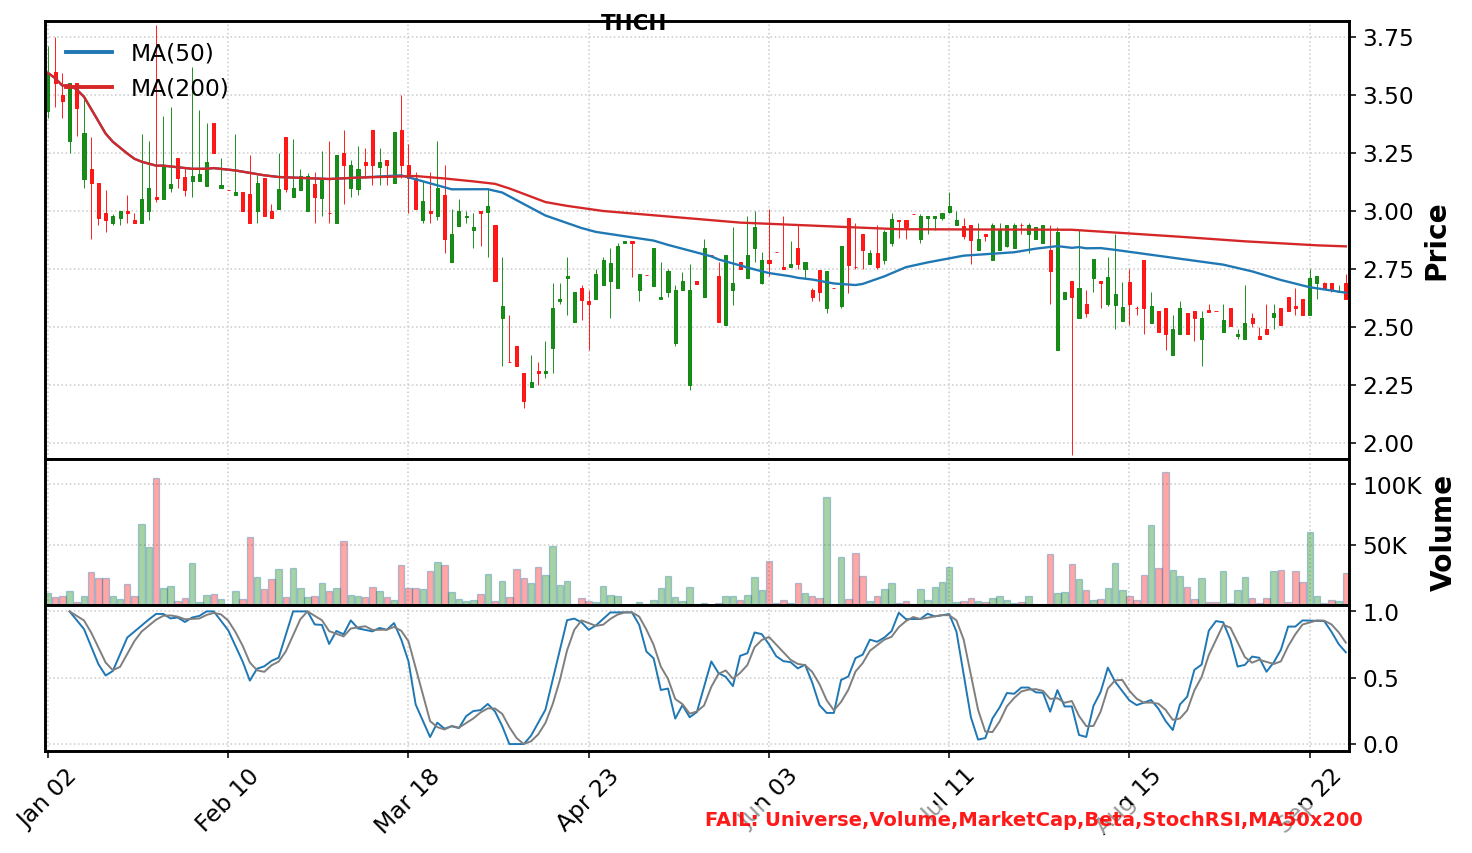 THCH
MA(50)
MA(200)
3.75
3.50
3.25
3.00
2.75
2.50
2.25
2.00
Price
100K
50K
Volume
1.0
0.5
0.0
Jan 02
Feb 10
Mar 18
Apr 23
Jun 03
Jul 11
Aug 15
Sep 22
FAIL: Universe,Volume,MarketCap,Beta,StochRSI,MA50x200